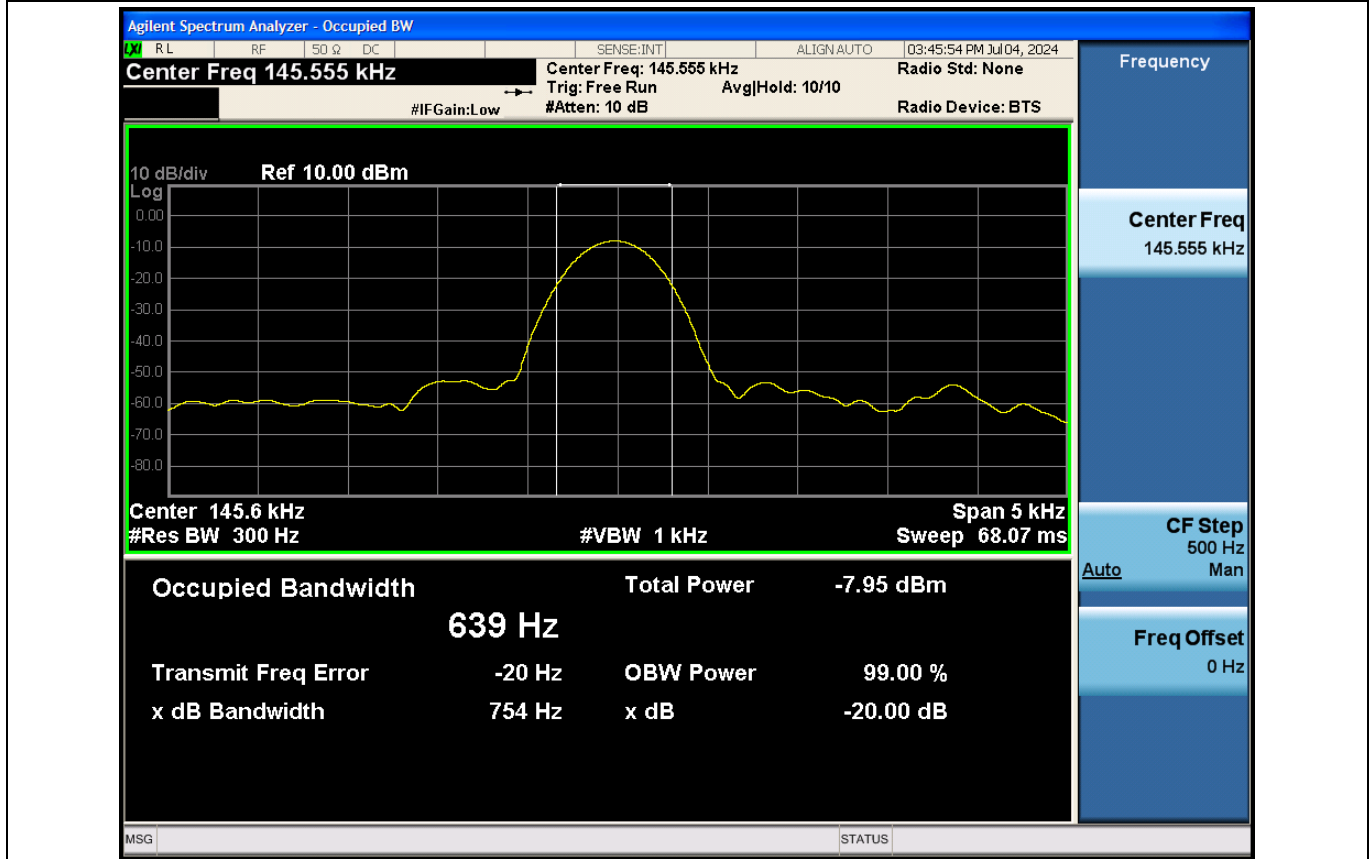 Agilent Spectrum Analyzer - Occupied BW
LXI RL RF 50 Ω DC SENSE:INT ALIGNAUTO 03:45:54 PM Jul 04, 2024
Center Freq 145.555 kHz Center Freq: 145.555 kHz Radio Std: None
Trig: Free Run Avg|Hold: 10/10
#IFGain:Low #Atten: 10 dB Radio Device: BTS
Frequency
10 dB/div Ref 10.00 dBm
Log
0.00
-10.0
-20.0
-30.0
-40.0
-50.0
-60.0
-70.0
-80.0
Center 145.6 kHz Span 5 kHz
#Res BW 300 Hz #VBW 1 kHz Sweep 68.07 ms
Occupied Bandwidth Total Power -7.95 dBm
639 Hz
Transmit Freq Error -20 Hz OBW Power 99.00 %
x dB Bandwidth 754 Hz x dB -20.00 dB
Center Freq
145.555 kHz
CF Step
500 Hz
Auto Man
Freq Offset
0 Hz
MSG STATUS